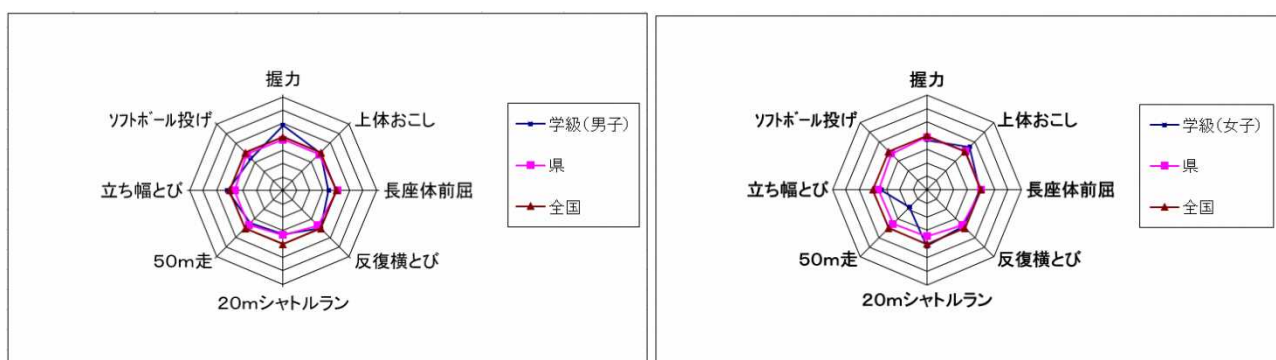 握力
上体おこし
長座体前屈
反復横とび
20mシャトルラン
50m走
立ち幅とび
ソフトボール投げ
学級(男子)
県
全国
握力
上体おこし
長座体前屈
反復横とび
20mシャトルラン
50m走
立ち幅とび
ソフトボール投げ
学級(女子)
県
全国